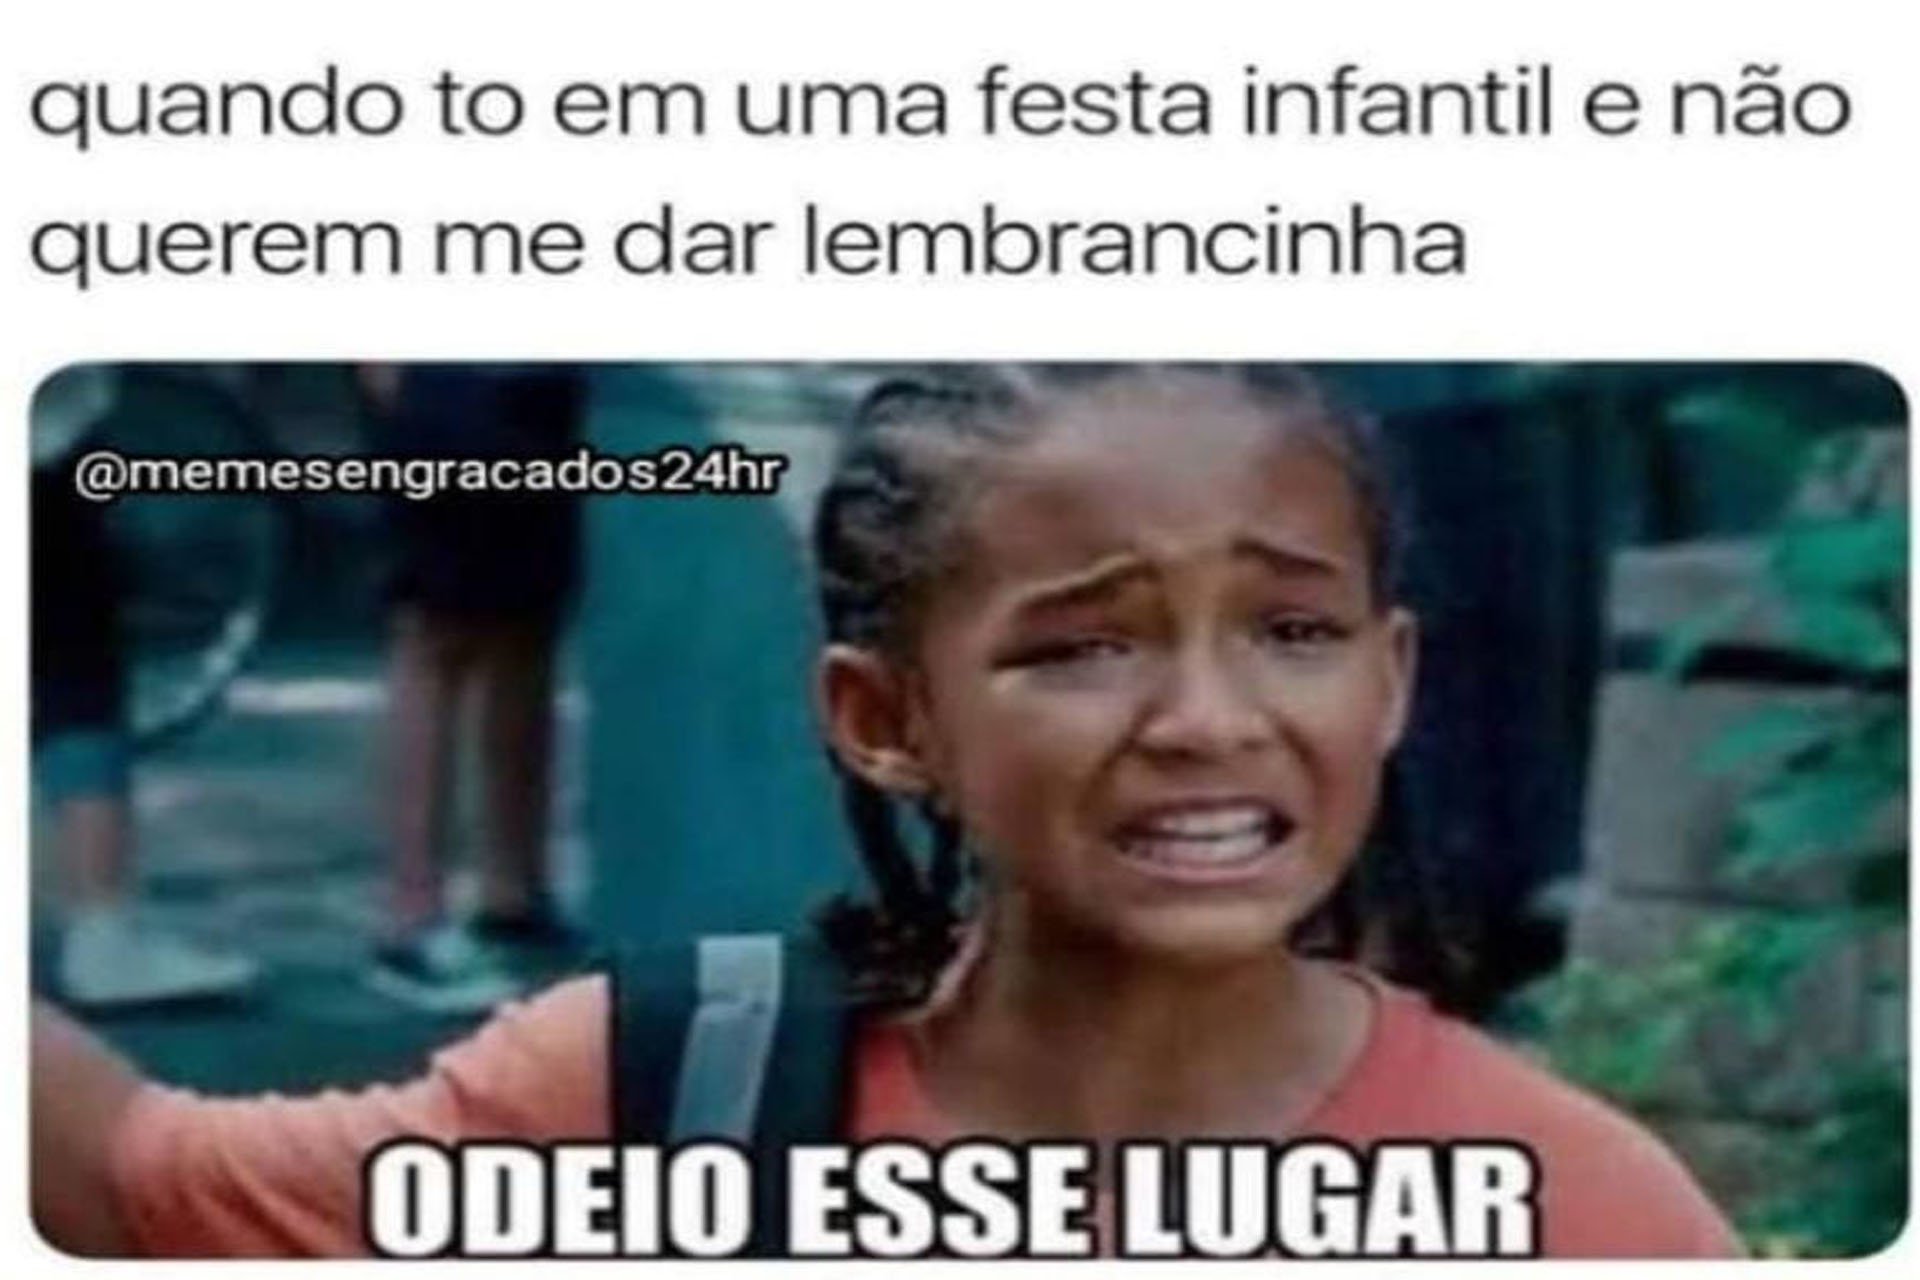 quando to em uma festa infantil e não
querem me dar lembrancinha
@memesengracados24hr
ODEIO ESSE LUGAR